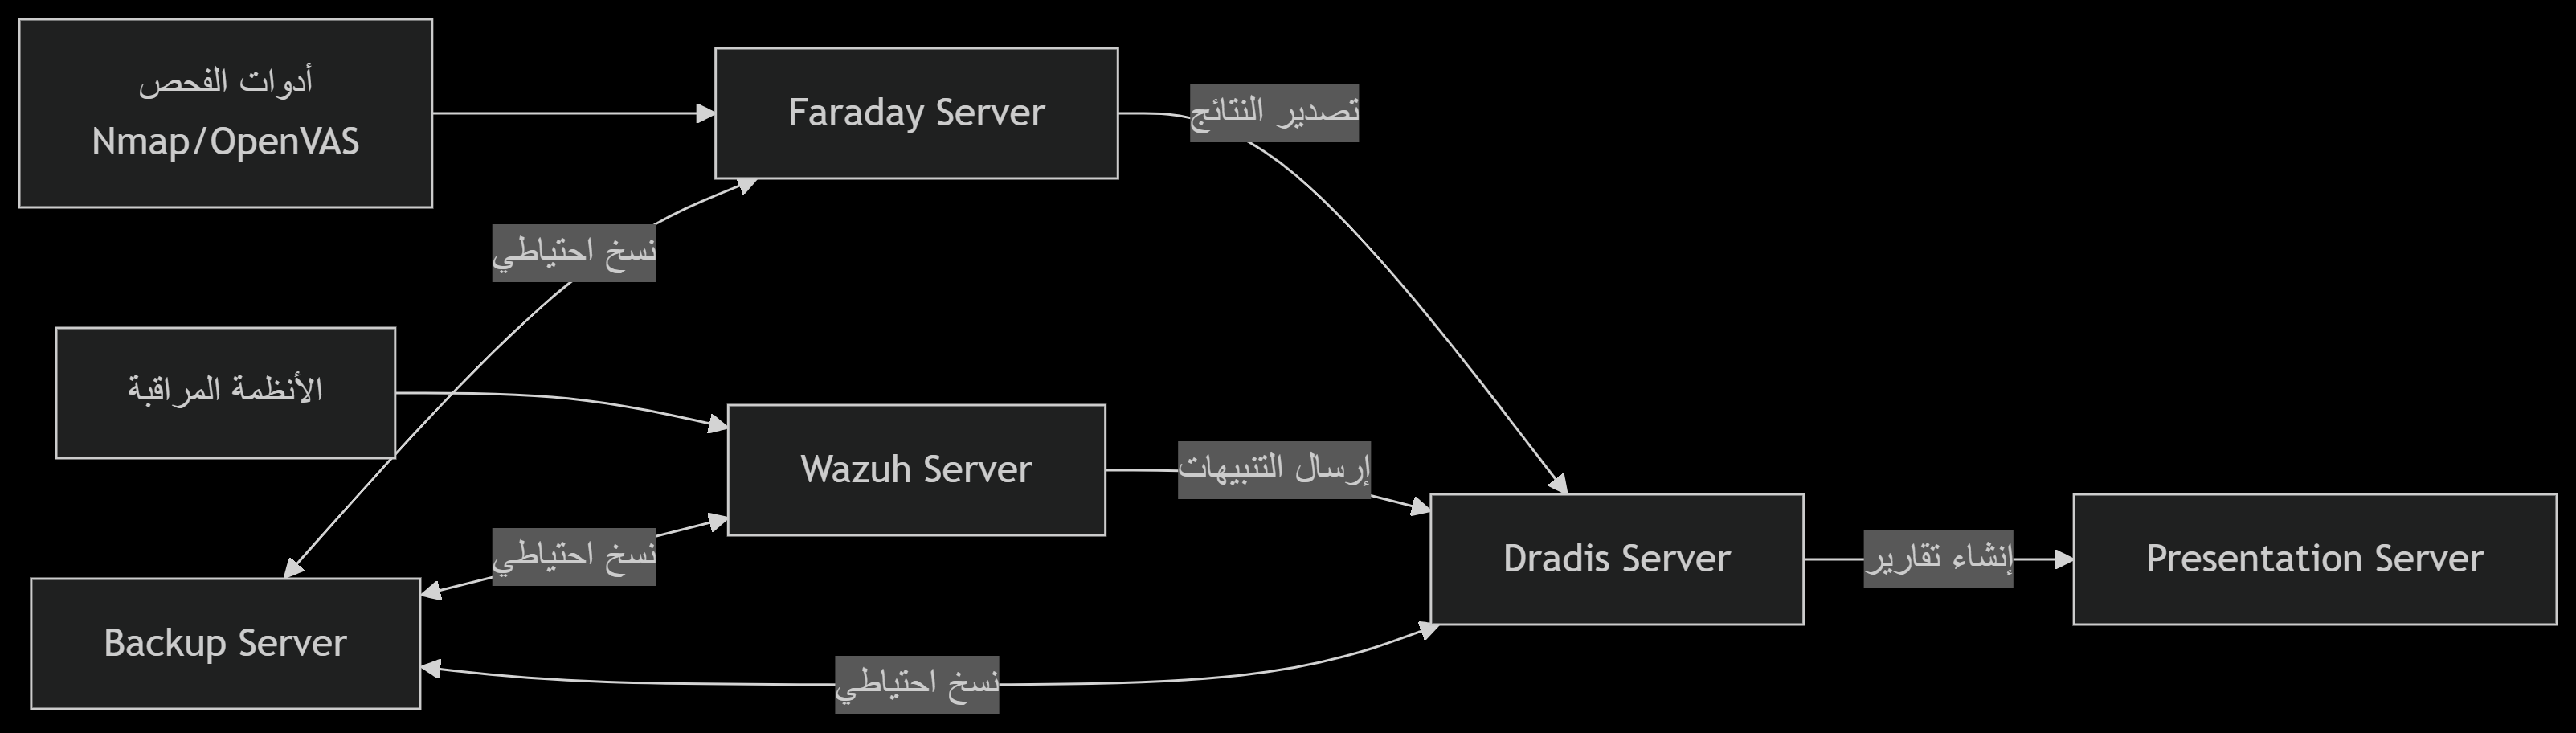 أدوات الفحص
Nmap/OpenVAS
Faraday Server
تصدير النتائج
نسخ احتياطي
الأنظمة المراقبة
Wazuh Server
إرسال التنبيهات
نسخ احتياطي
Dradis Server
إنشاء تقارير
Presentation Server
Backup Server
نسخ احتياطي